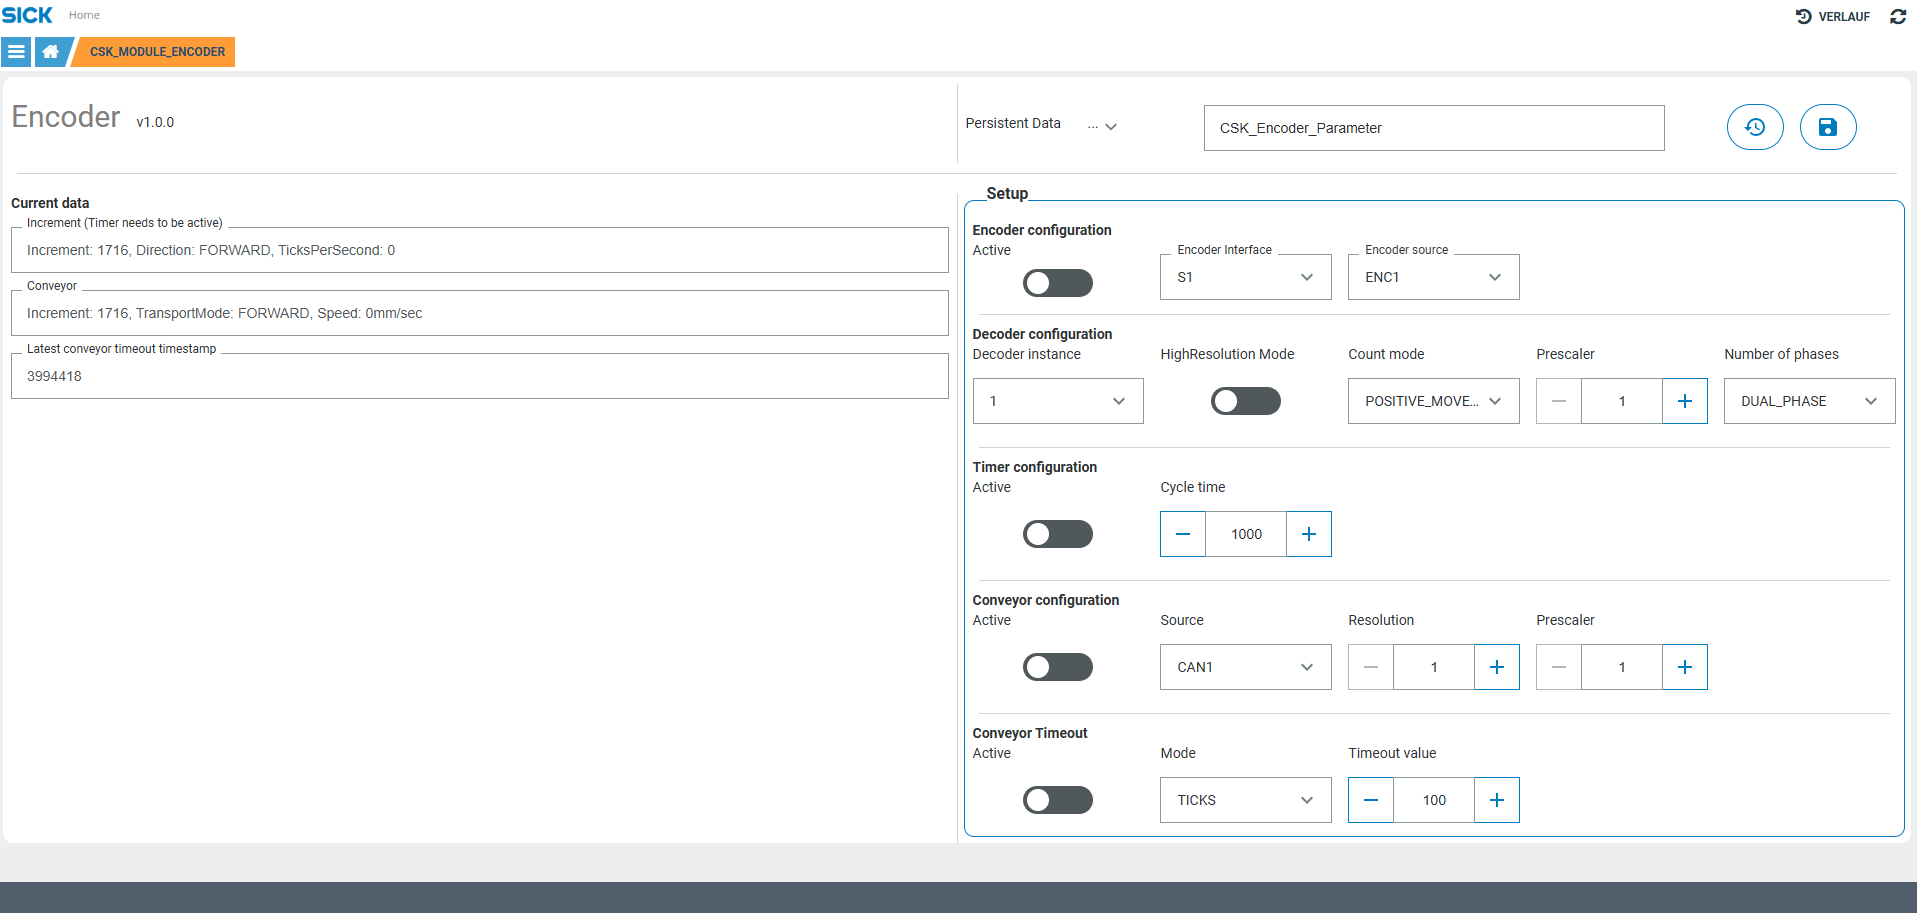 SICK Home
VERLAUF
CSK_MODULE_ENCODER
Encoder v1.0.0
Persistent Data ...
CSK_Encoder_Parameter
Current data
Increment (Timer needs to be active)
Increment: 1716, Direction: FORWARD, TicksPerSecond: 0
Conveyor
Increment: 1716, TransportMode: FORWARD, Speed: 0mm/sec
Latest conveyor timeout timestamp
3994418
Setup
Encoder configuration
Active
Encoder Interface
S1
Encoder source
ENC1
Decoder configuration
Decoder instance HighResolution Mode Count mode Prescaler Number of phases
1 POSITIVE_MOVE... 1 DUAL_PHASE
Timer configuration
Active Cycle time
1000
Conveyor configuration
Active Source Resolution Prescaler
CAN1 1 1
Conveyor Timeout
Active Mode Timeout value
TICKS 100